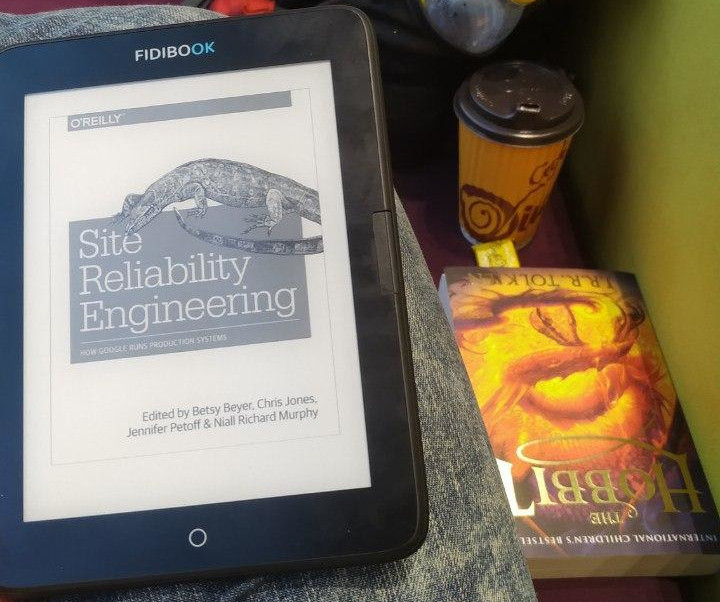 FIDIBOOK
O'REILLY
Site
Reliability
Engineering
HOW GOOGLE RUNS PRODUCTION SYSTEMS
Edited by Betsy Beyer, Chris Jones,
Jennifer Petoff & Niall Richard Murphy
J.R.R. TOLKIEN
THE
HOBBIT
INTERNATIONAL CHILDREN'S